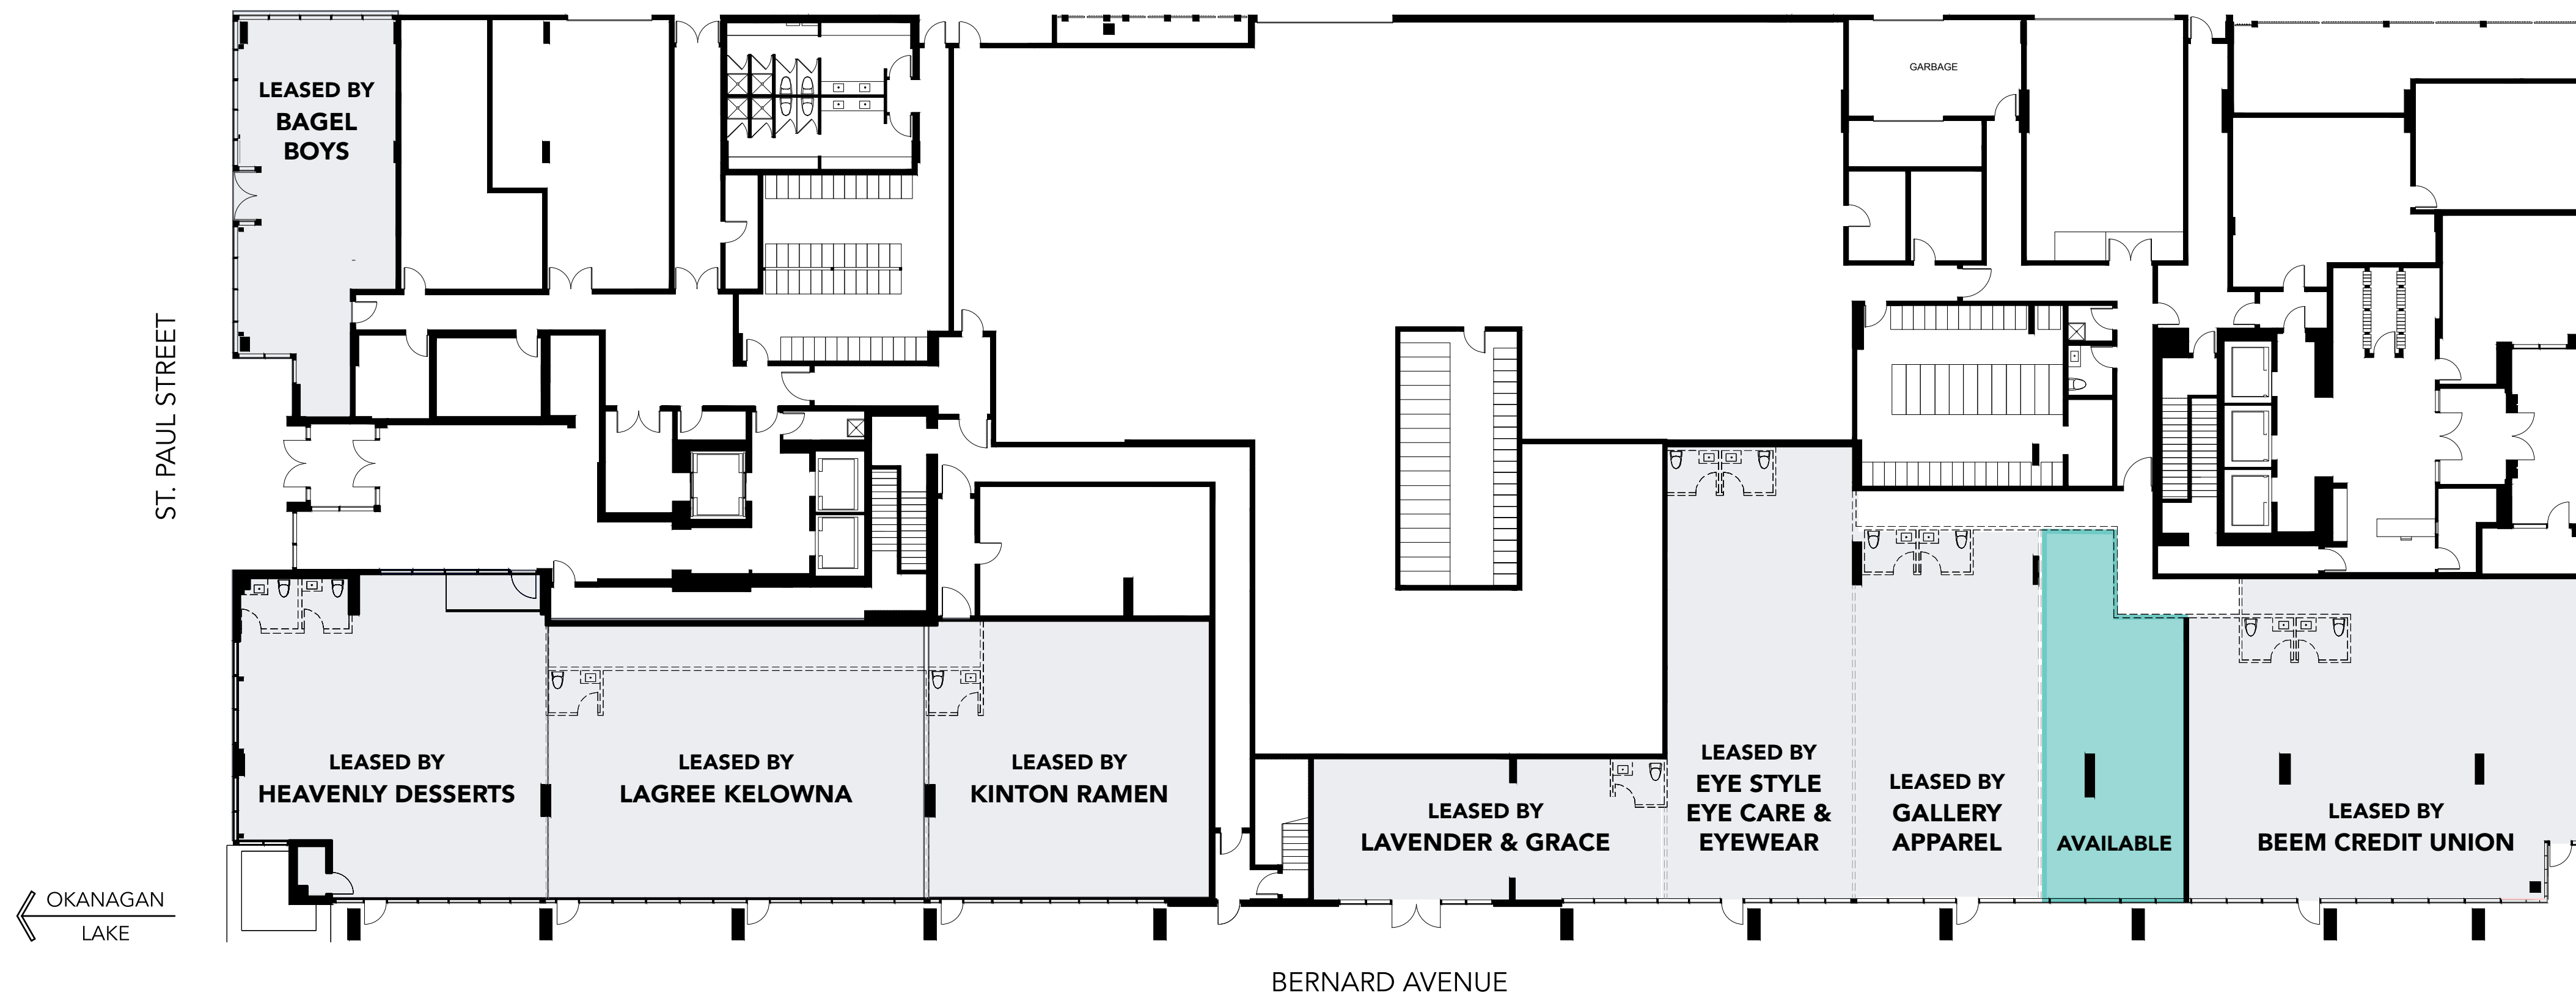 GARBAGE
LEASED BY
BAGEL
BOYS
ST. PAUL STREET
LEASED BY
HEAVENLY DESSERTS
LEASED BY
LAGREE KELOWNA
LEASED BY
KINTON RAMEN
LEASED BY
LAVENDER & GRACE
LEASED BY
EYE STYLE
EYE CARE &
EYEWEAR
LEASED BY
GALLERY
APPAREL
AVAILABLE
LEASED BY
BEEM CREDIT UNION
OKANAGAN
LAKE
BERNARD AVENUE